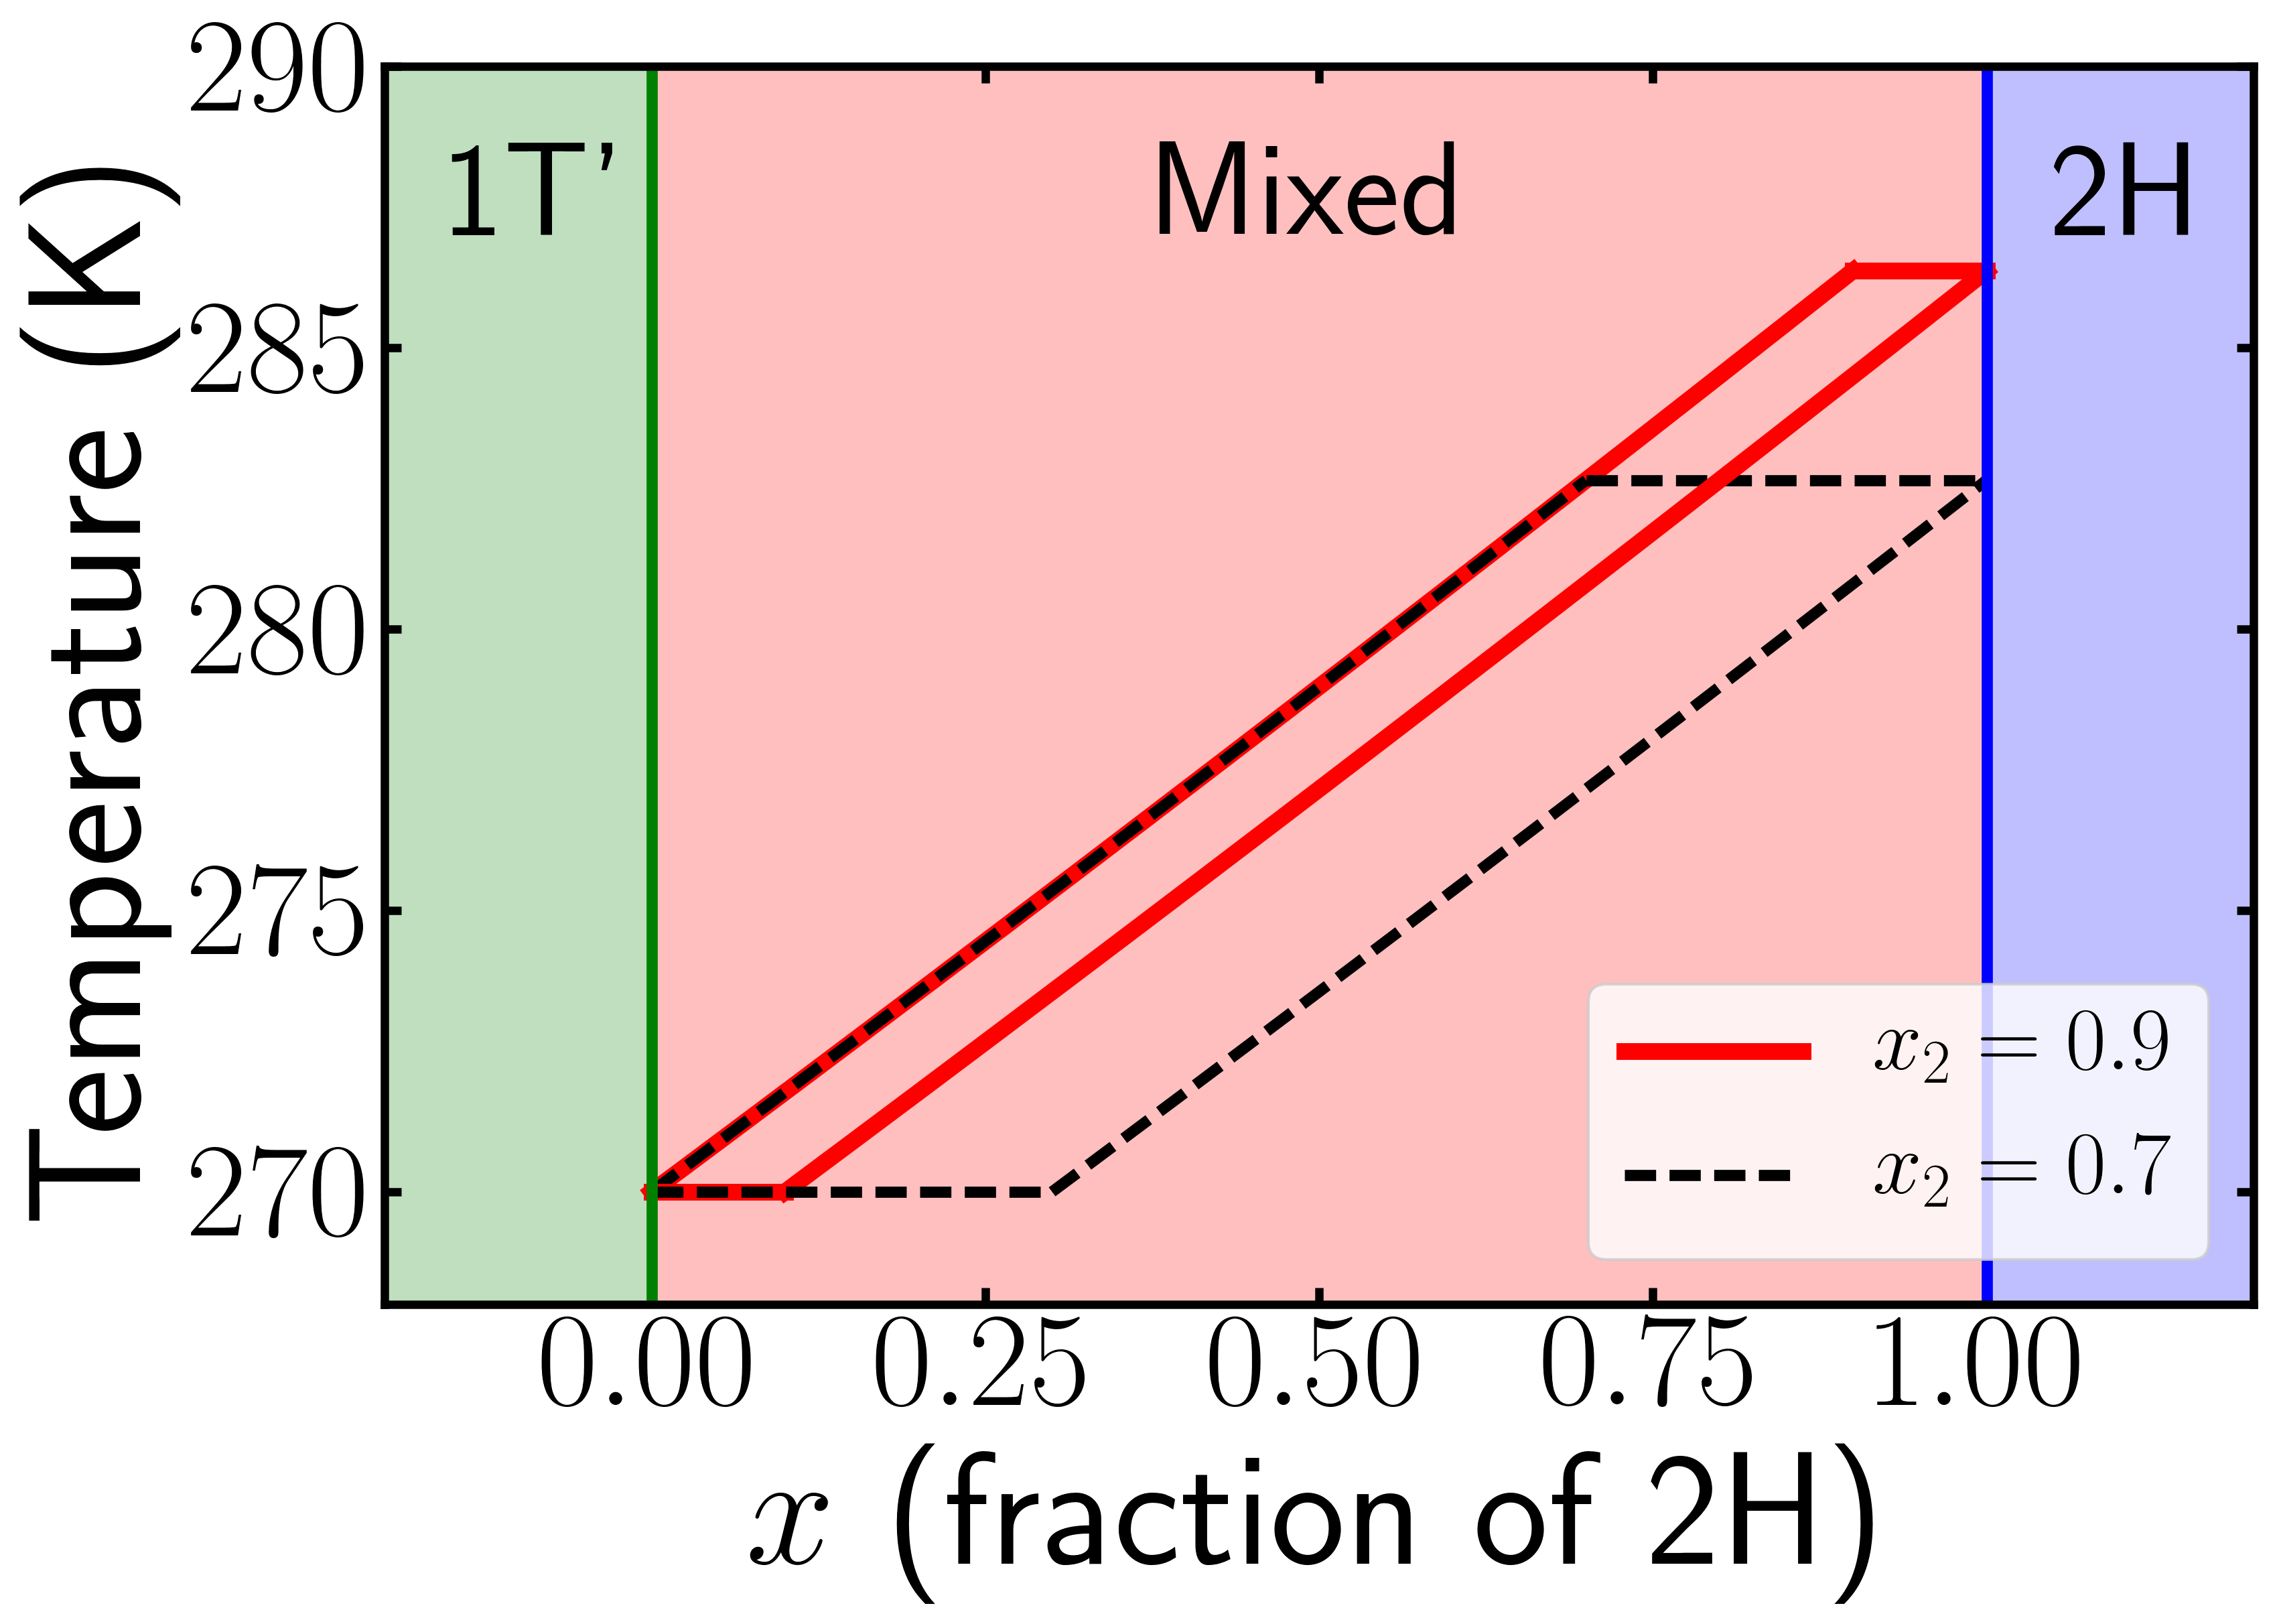 290
285
280
275
270
Temperature (K)
1T' Mixed 2H
x₂ = 0.9
x₂ = 0.7
0.00 0.25 0.50 0.75 1.00
x (fraction of 2H)